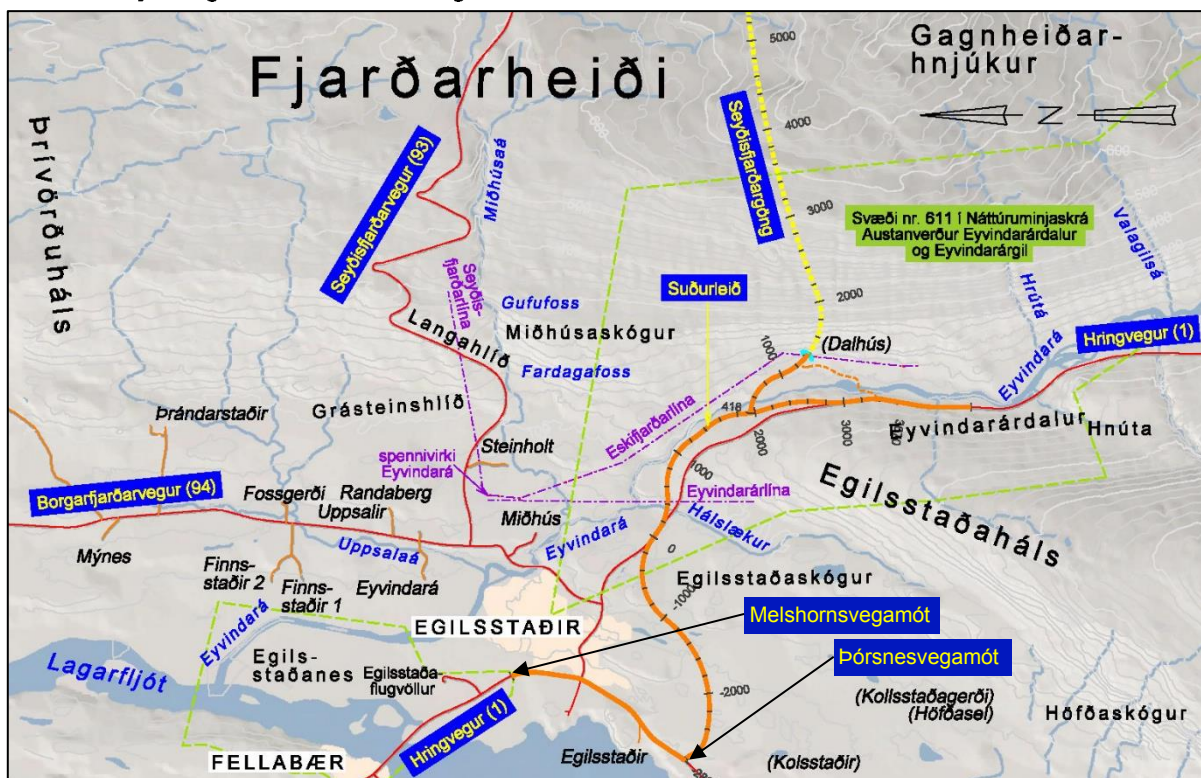 Fjarðarheiði
Gagnheiðar-
hnjúkur
N
5000
4000
3000
2000
1000
Þrívörðuháls
Seyðisfjarðarvegur (93)
Miðhúsaá
Seyðisfjarðargöng
Svæði nr. 611 í Náttúruminjaskrá
Austanverður Eyvindarárdalur
og Eyvindarárgil
Valagilsá
Hrútá
Eyvindará
Hringvegur (1)
Seyðis-
fjarðarlína
Gufufoss
Miðhúsaskógur
Suðurleið
(Dalhús)
Langahlíð
Fardagafoss
Grásteinshlíð
Þrándarstaðir
Steinholt
Eskifjarðarlína
418
2000
3000
Eyvindarárdalur
Hnúta
spennivirki
Eyvindará
1000
Eyvindarárlína
Egilsstaðaháls
Borgarfjarðarvegur (94)
Fossgerði
Randaberg
Uppsalir
Miðhús
Mýnes
Uppsalaá
Eyvindará
Hálslækur
0
Finns-
staðir 2
Finns-
staðir 1
Eyvindará
Egilsstaðaskógur
-1000
EGILSSTAÐIR
Melshornsvegamót
Eyvindará
Lagarfljót
Egils-
staðanes
Egilsstaða-
flugvöllur
Þórsnesvegamót
-2000
(Kollsstaðagerði)
(Höfðasel)
Höfðaskógur
Hringvegur (1)
FELLABÆR
Egilsstaðir
(Kolsstaðir)